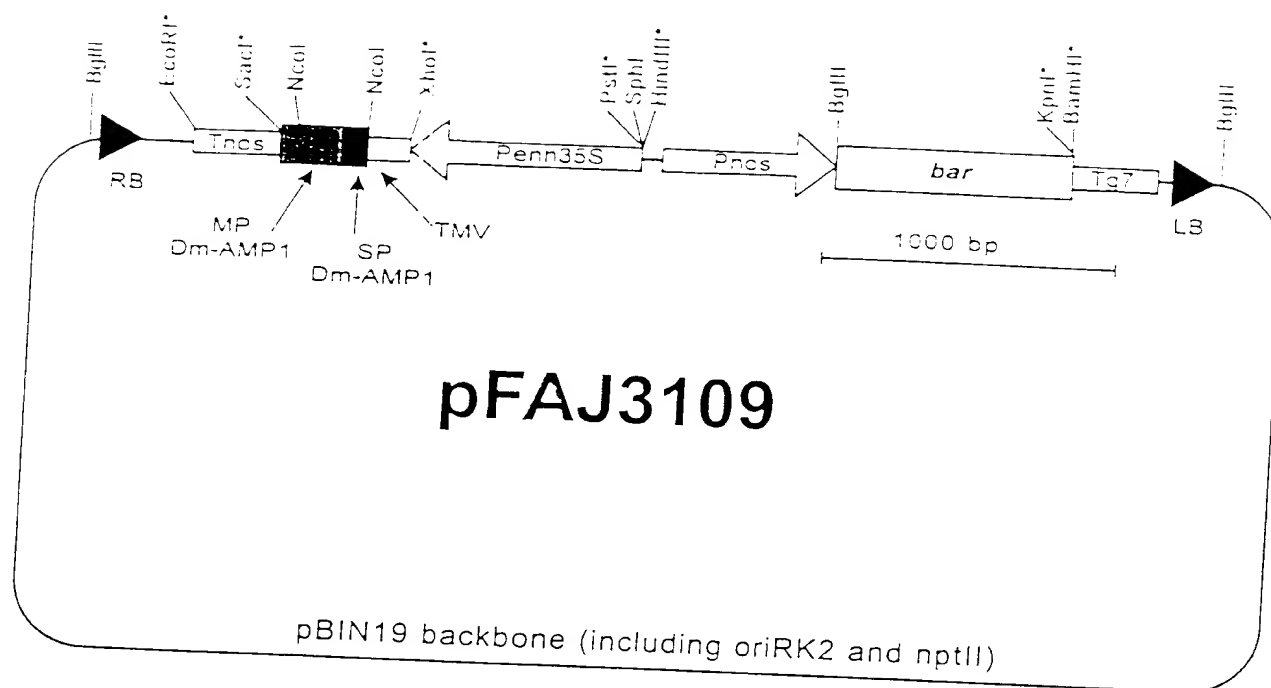 BglII
EcoRI*
SacI*
NcoI
NcoI
XhoI*
PstI*
SphI
HindIII*
BglII
KpnI*
BamHI*
BglII
Tnos
Penn35S
Pnos
bar
Tg7
RB
LB
MP
Dm-AMP1
SP
Dm-AMP1
TMV
1000 bp
pFAJ3109
pBIN19 backbone (including oriRK2 and nptII)